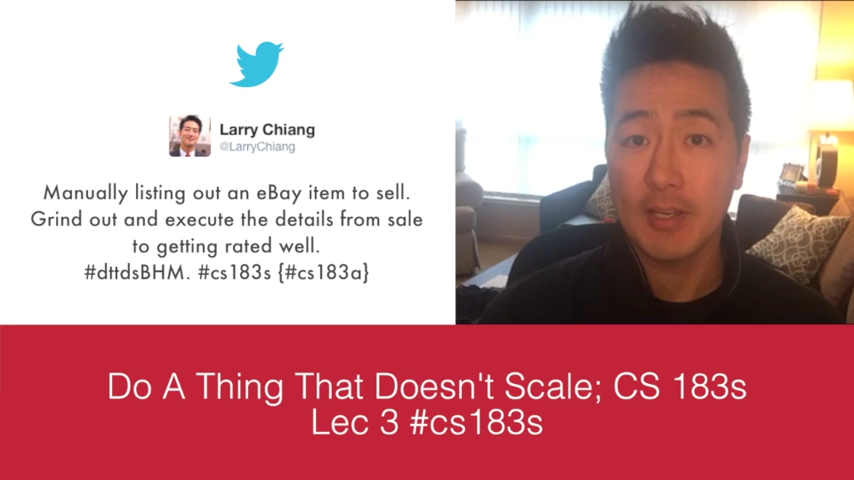 Larry Chiang
@LarryChiang
Manually listing out an eBay item to sell.
Grind out and execute the details from sale
to getting rated well.
#dttdsBHM. #cs183s {#cs183a}
Do A Thing That Doesn't Scale; CS 183s
Lec 3 #cs183s